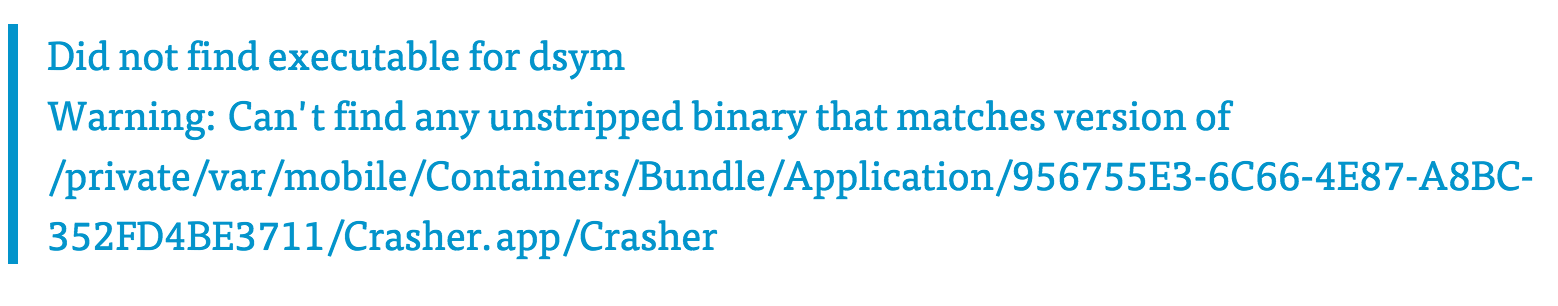 Did not find executable for dsym
Warning: Can't find any unstripped binary that matches version of
/private/var/mobile/Containers/Bundle/Application/956755E3-6C66-4E87-A8BC-
352FD4BE3711/Crasher.app/Crasher